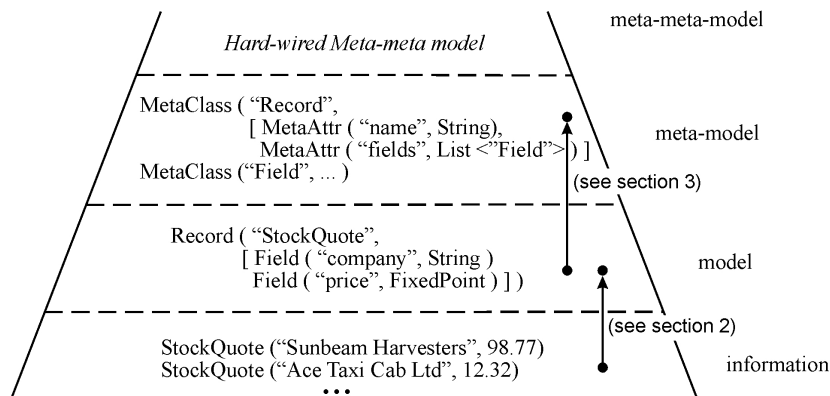 meta-meta-model
Hard-wired Meta-meta model
MetaClass ( “Record”,
[ MetaAttr ( “name”, String),
MetaAttr ( “fields”, List <”Field”> ) ]
MetaClass (“Field”, ... )
meta-model
(see section 3)
Record ( “StockQuote”,
[ Field ( “company”, String )
Field ( “price”, FixedPoint ) ] )
model
(see section 2)
StockQuote (“Sunbeam Harvesters”, 98.77)
StockQuote (“Ace Taxi Cab Ltd”, 12.32)
...
information